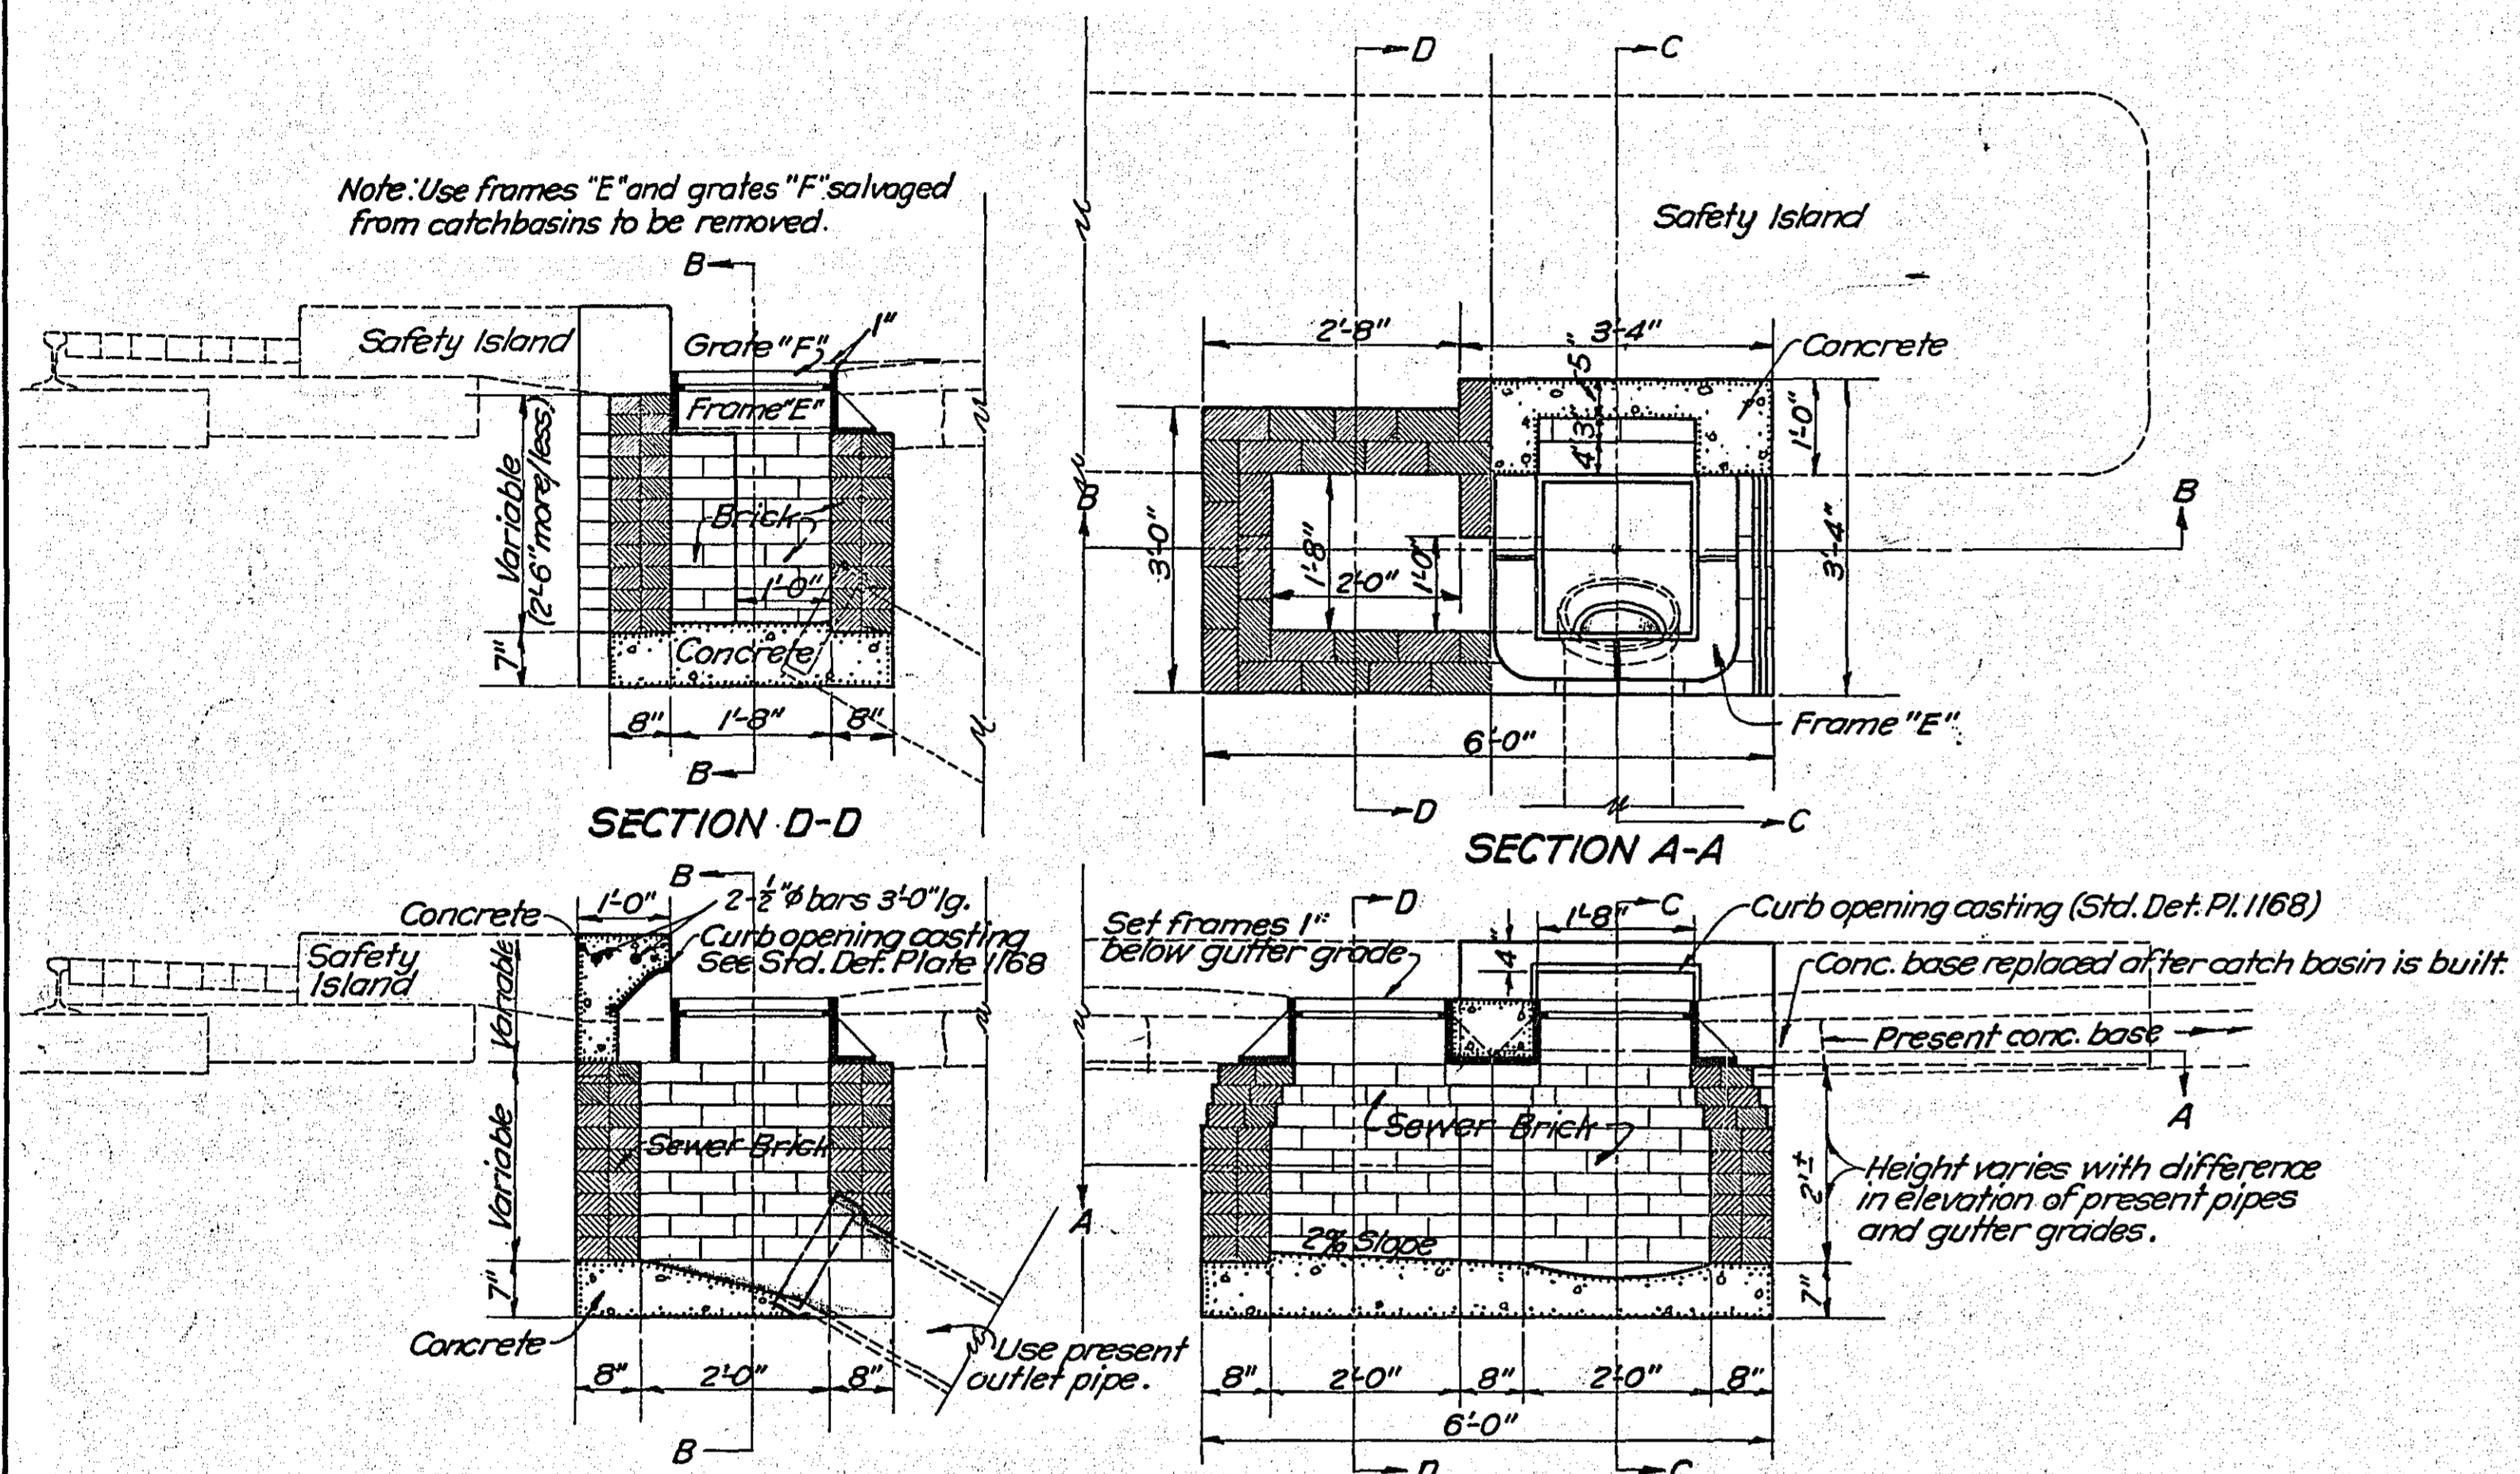 Note: Use frames "E" and grates "F" salvaged
from catchbasins to be removed.
B
Safety Island
Grate "F"
1"
Frame "E"
Variable
(2'-6" more/less)
Brick
1'-0"
7"
Concrete
8"
1'-8"
8"
B
SECTION D-D
D
C
Safety Island
2'-8"
3'-4"
Concrete
5"
3"
4"
1'-0"
B
B
3'-0"
1'-8"
2'-0"
1'-0"
3'-4"
Frame "E"
6'-0"
D
C
SECTION A-A
B
1'-0"
2-½"φ bars 3'-0" lg.
Concrete
Curb opening casting
See Std. Det. Plate 1168
Safety
Island
Variable
Variable
Sewer Brick
7"
Concrete
Use present
outlet pipe.
8"
2'-0"
8"
B
D
C
Set frames 1"
below gutter grade
4"
1'-8"
Curb opening casting (Std. Det. Pl. 1168)
Conc. base replaced after catch basin is built.
Present conc. base
A
A
Sewer Brick
2'±
Height varies with difference
in elevation of present pipes
and gutter grades.
2% Slope
7"
8"
2'-0"
8"
2'-0"
8"
6'-0"
D
C